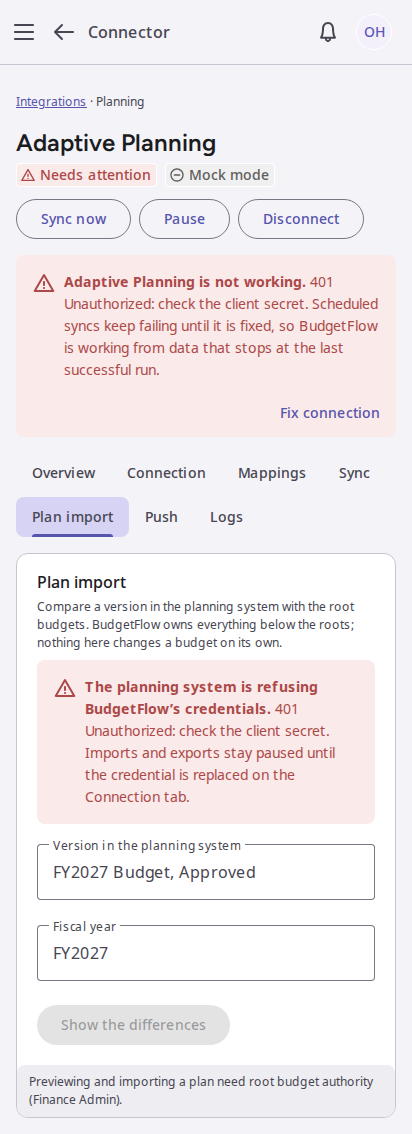 Connector
OH
Integrations · Planning
Adaptive Planning
Needs attention
Mock mode
Sync now
Pause
Disconnect
Adaptive Planning is not working. 401
Unauthorized: check the client secret. Scheduled
syncs keep failing until it is fixed, so BudgetFlow
is working from data that stops at the last
successful run.
Fix connection
Overview
Connection
Mappings
Sync
Plan import
Push
Logs
Plan import
Compare a version in the planning system with the root
budgets. BudgetFlow owns everything below the roots;
nothing here changes a budget on its own.
The planning system is refusing
BudgetFlow’s credentials. 401
Unauthorized: check the client secret.
Imports and exports stay paused until
the credential is replaced on the
Connection tab.
Version in the planning system
FY2027 Budget, Approved
Fiscal year
FY2027
Show the differences
Previewing and importing a plan need root budget authority
(Finance Admin).